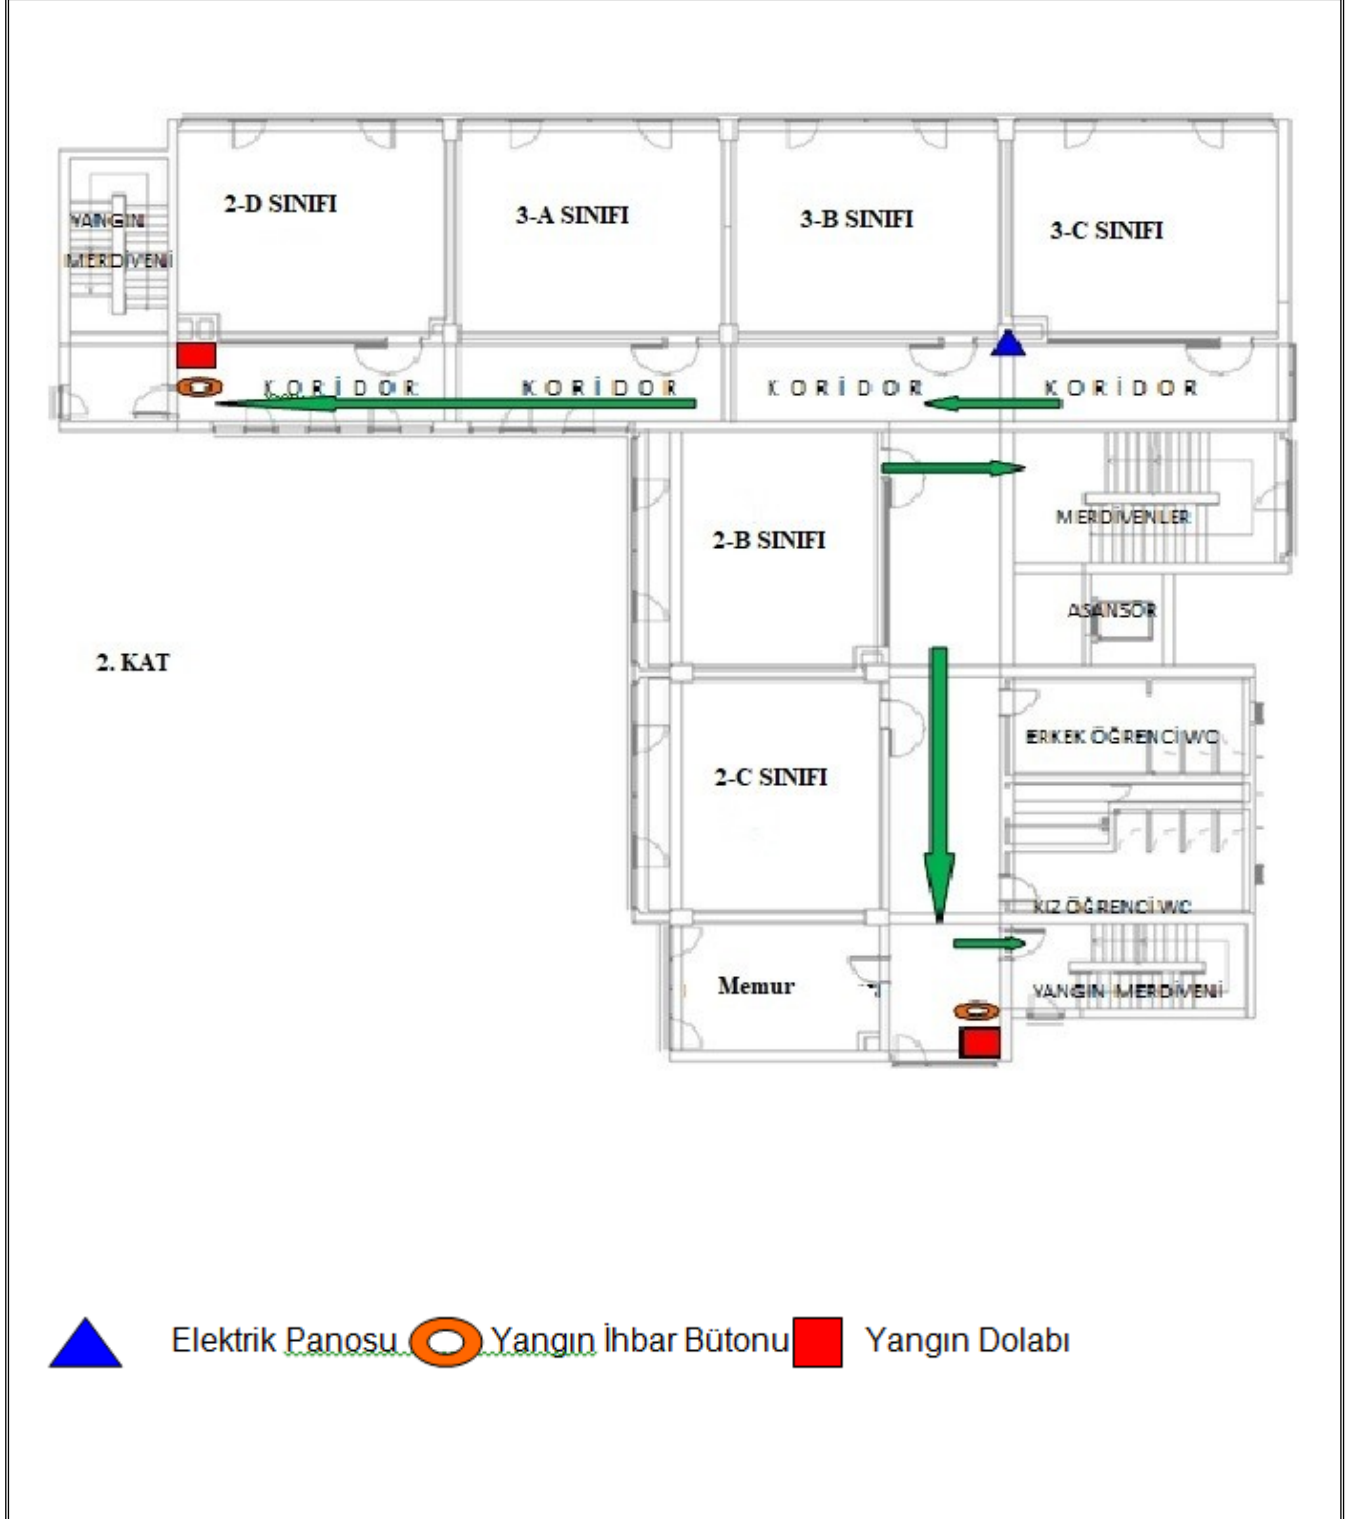 2-D SINIFI
3-A SINIFI
3-B SINIFI
3-C SINIFI
YANGIN
MERDİVENİ
KORİDOR
KORİDOR
KORİDOR
KORİDOR
2-B SINIFI
MERDİVENLER
ASANSÖR
2. KAT
ERKEK ÖĞRENCİ WC
2-C SINIFI
KIZ ÖĞRENCİ WC
Memur
YANGIN MERDİVENİ
Elektrik Panosu
Yangın İhbar Bütonu
Yangın Dolabı